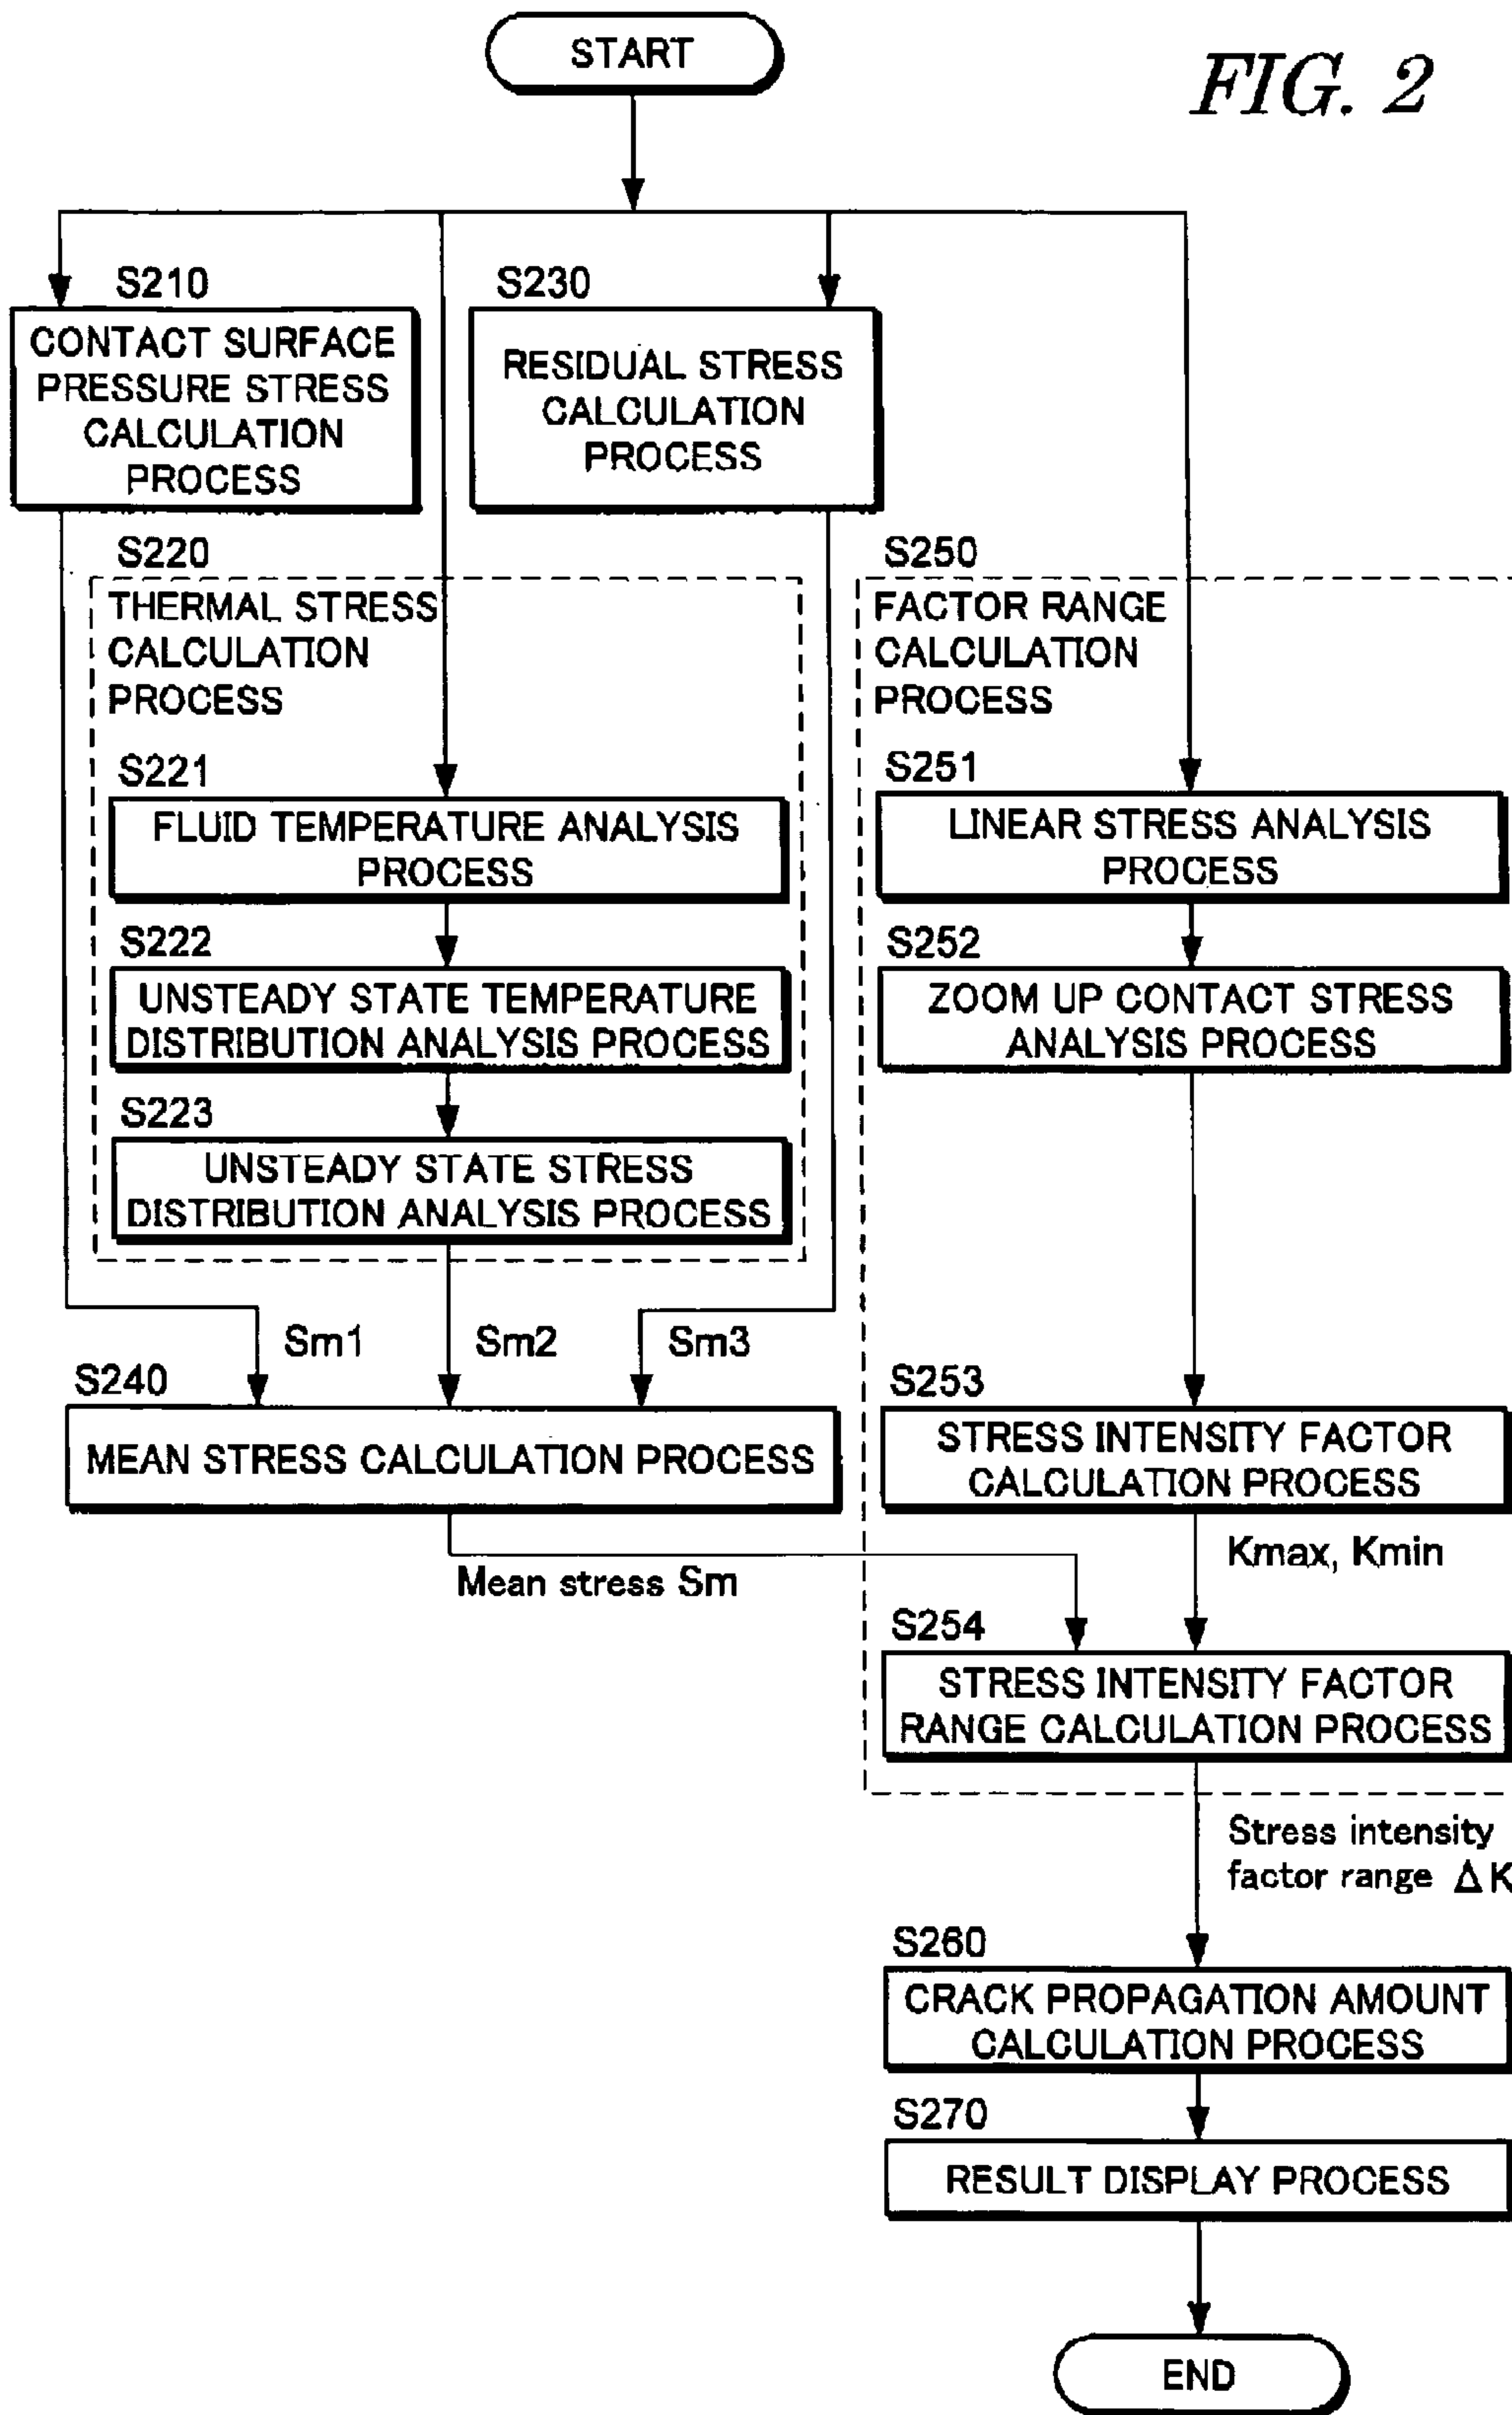 START
FIG. 2
S210
CONTACT SURFACE
PRESSURE STRESS
CALCULATION
PROCESS
S230
RESIDUAL STRESS
CALCULATION
PROCESS
S220
THERMAL STRESS
CALCULATION
PROCESS
S221
FLUID TEMPERATURE ANALYSIS
PROCESS
S222
UNSTEADY STATE TEMPERATURE
DISTRIBUTION ANALYSIS PROCESS
S223
UNSTEADY STATE STRESS
DISTRIBUTION ANALYSIS PROCESS
Sm1
Sm2
Sm3
S240
MEAN STRESS CALCULATION PROCESS
Mean stress Sm
S250
FACTOR RANGE
CALCULATION
PROCESS
S251
LINEAR STRESS ANALYSIS
PROCESS
S252
ZOOM UP CONTACT STRESS
ANALYSIS PROCESS
S253
STRESS INTENSITY FACTOR
CALCULATION PROCESS
Kmax, Kmin
S254
STRESS INTENSITY FACTOR
RANGE CALCULATION PROCESS
Stress intensity
factor range ΔK
S260
CRACK PROPAGATION AMOUNT
CALCULATION PROCESS
S270
RESULT DISPLAY PROCESS
END